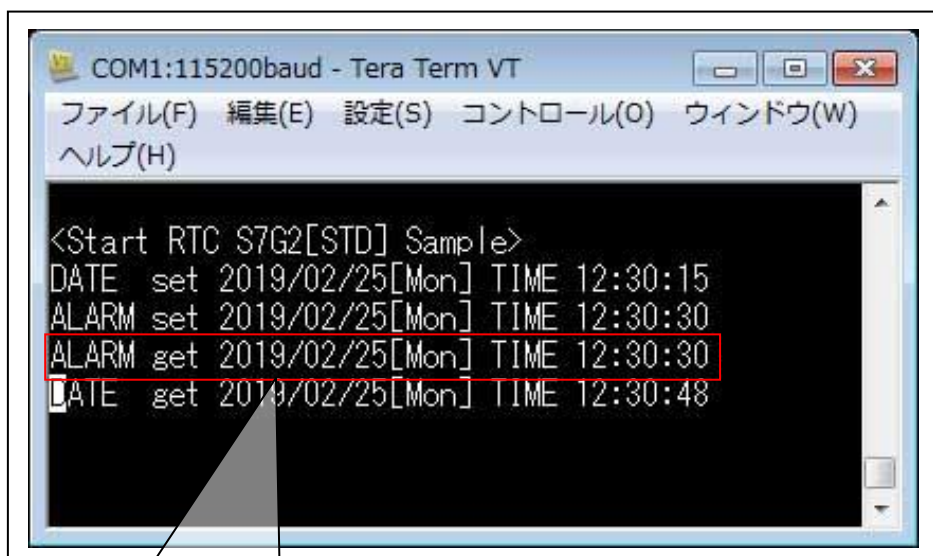 COM1:115200baud - Tera Term VT
ファイル(F) 編集(E) 設定(S) コントロール(O) ウィンドウ(W)
ヘルプ(H)
<Start RTC S7G2[STD] Sample>
DATE  set 2019/02/25[Mon] TIME 12:30:15
ALARM set 2019/02/25[Mon] TIME 12:30:30
ALARM get 2019/02/25[Mon] TIME 12:30:30
DATE  get 2019/02/25[Mon] TIME 12:30:48